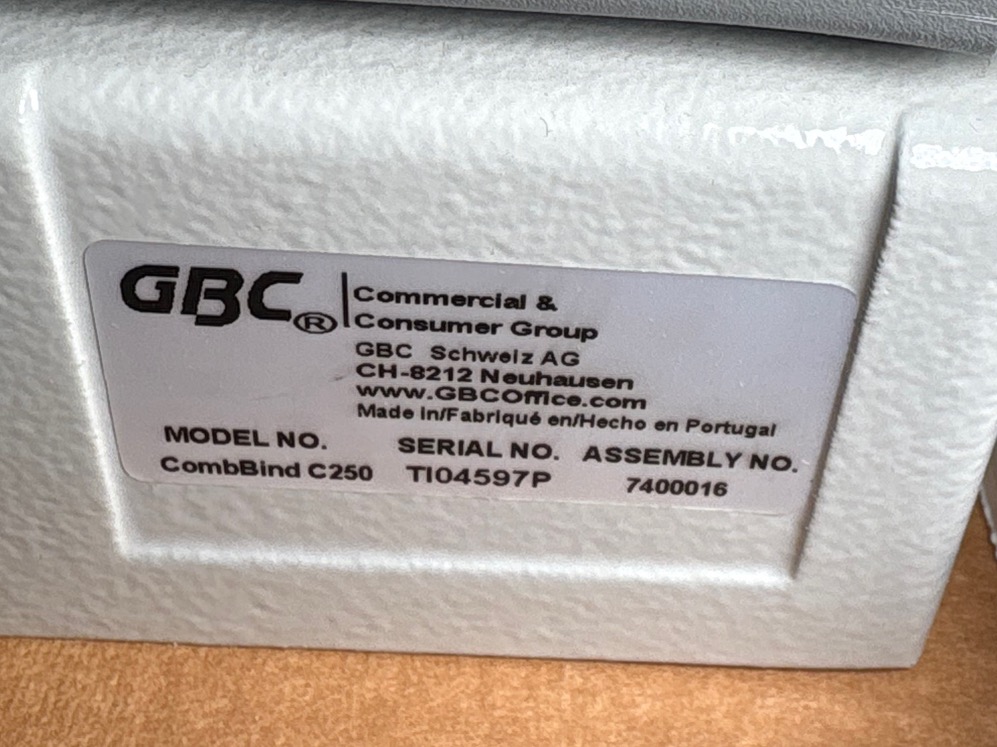 GBC® Commercial &
Consumer Group
GBC Schweiz AG
CH-8212 Neuhausen
www.GBCOffice.com
Made in/Fabriqué en/Hecho en Portugal
MODEL NO. SERIAL NO. ASSEMBLY NO.
CombBind C250 TI04597P 7400016